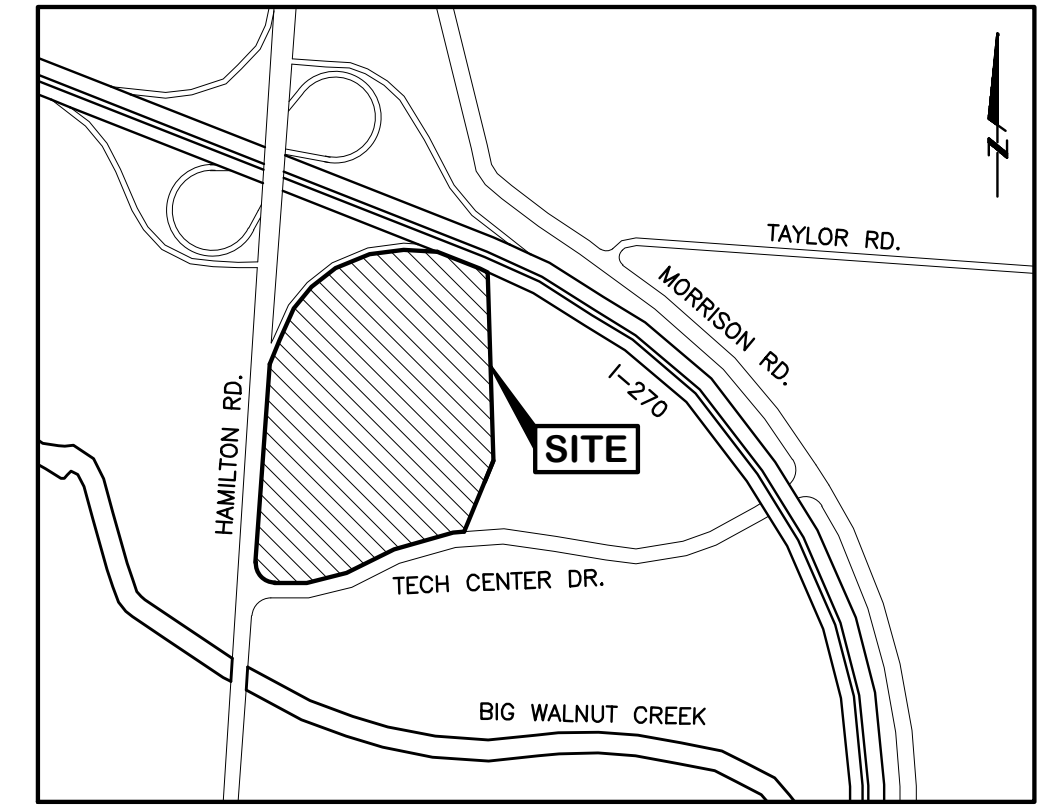 N
TAYLOR RD.
MORRISON RD.
I-270
HAMILTON RD.
SITE
TECH CENTER DR.
BIG WALNUT CREEK